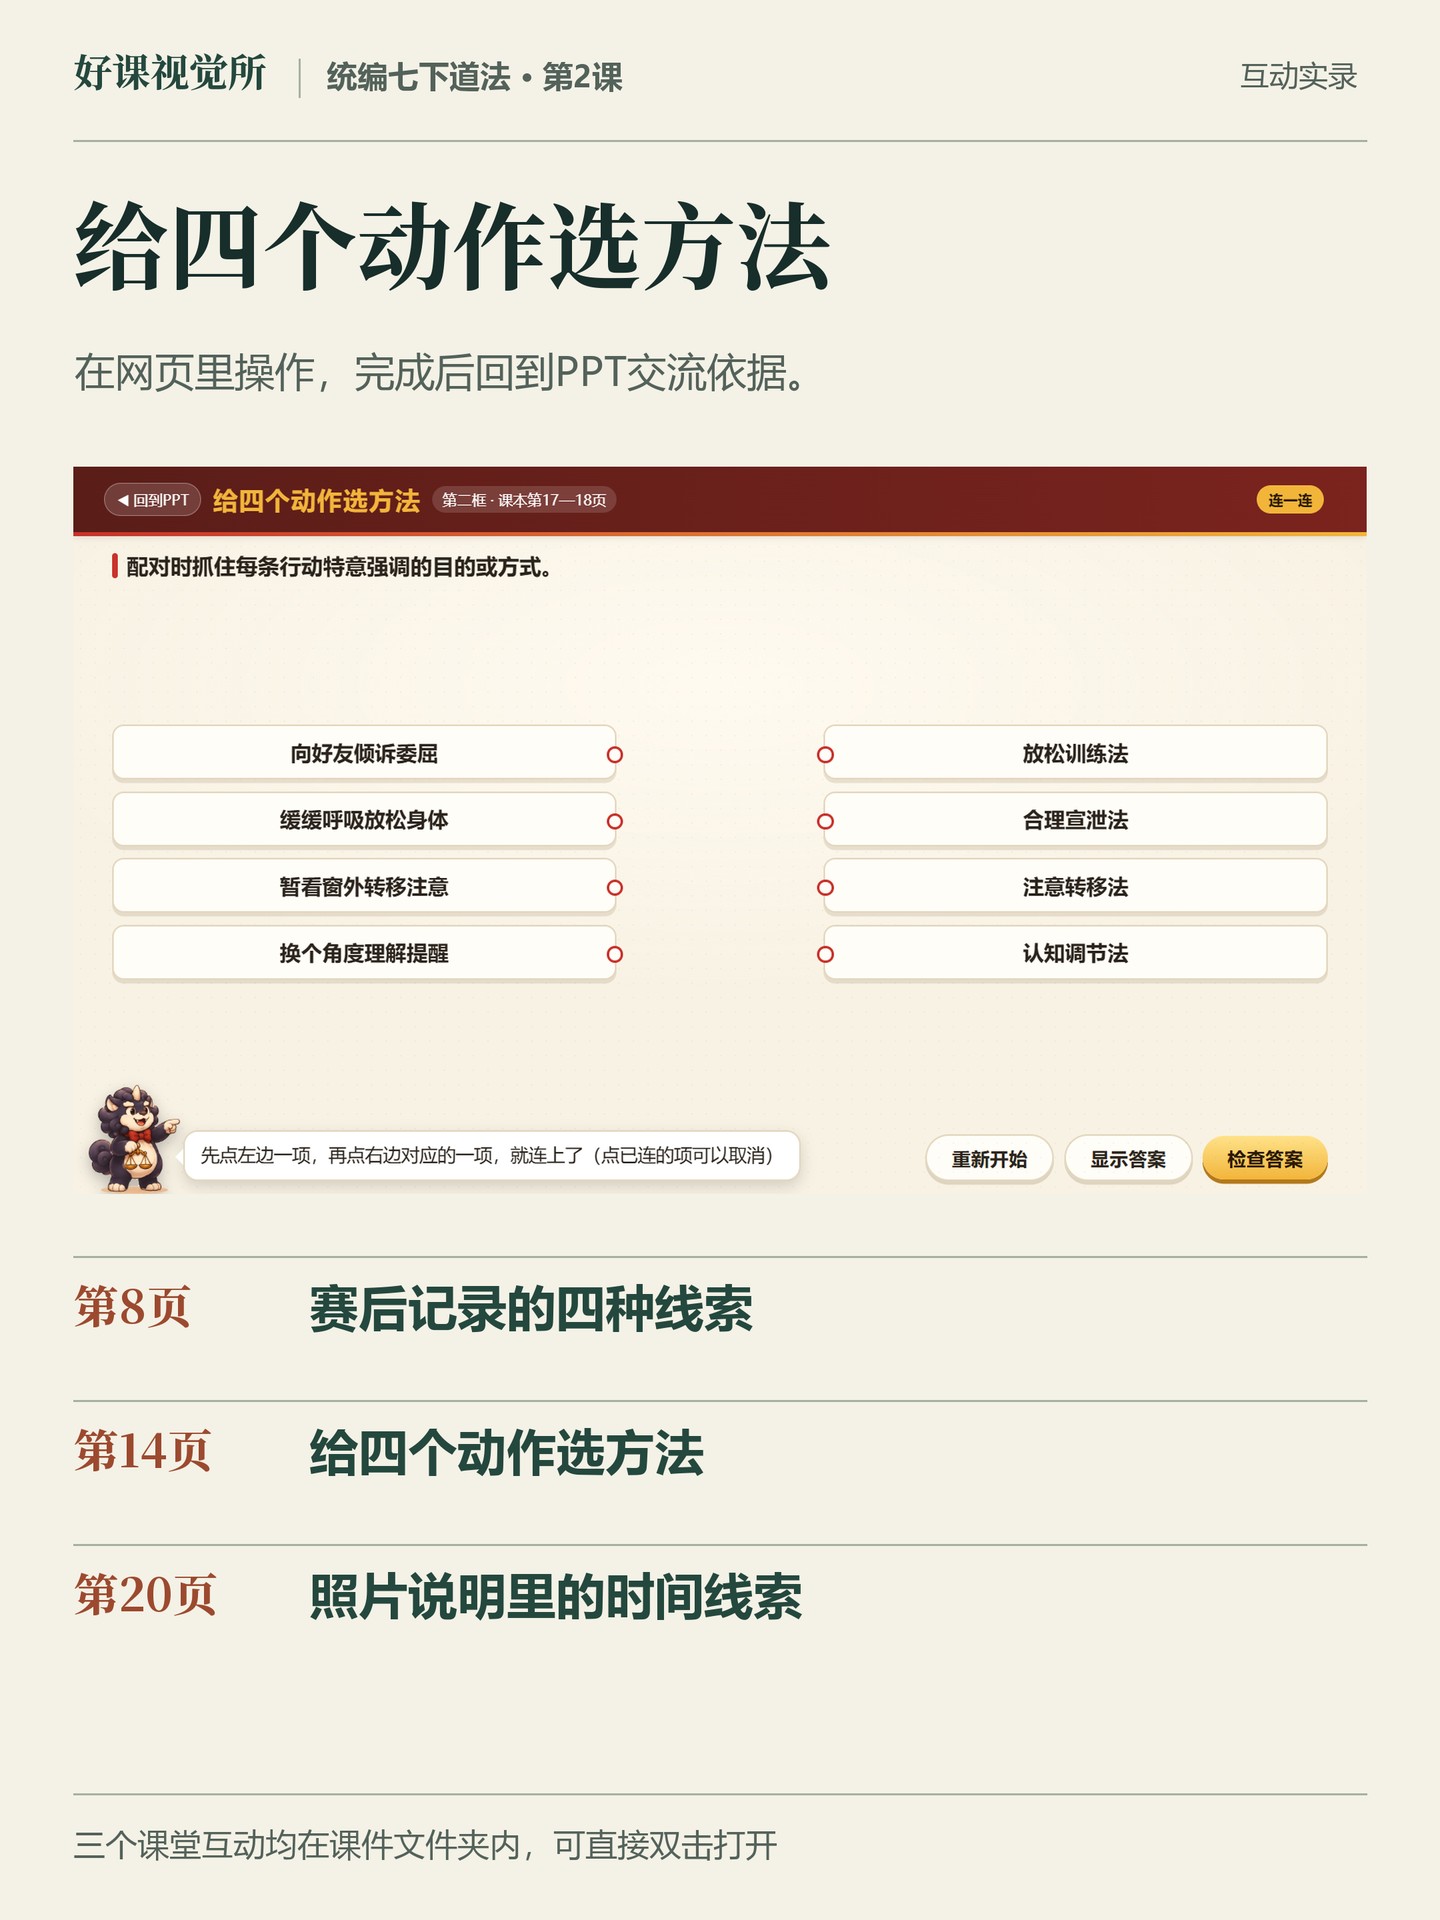 好课视觉所 统编七下道法·第2课 互动实录
给四个动作选方法
在网页里操作，完成后回到PPT交流依据。
◀回到PPT 给四个动作选方法 第二框·课本第17—18页 连一连
配对时抓住每条行动特意强调的目的或方式。
向好友倾诉委屈 放松训练法
缓缓呼吸放松身体 合理宣泄法
暂看窗外转移注意 注意转移法
换个角度理解提醒 认知调节法
先点左边一项，再点右边对应的一项，就连上了（点已连的项可以取消） 重新开始 显示答案 检查答案
第8页 赛后记录的四种线索
第14页 给四个动作选方法
第20页 照片说明里的时间线索
三个课堂互动均在课件文件夹内，可直接双击打开